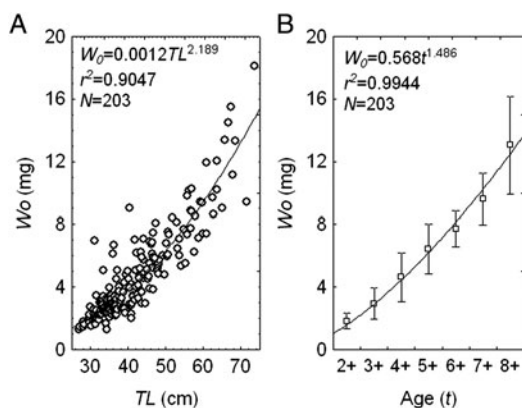 A
W₀=0.0012TL²·¹⁸⁹
r²=0.9047
N=203
Wo (mg)
20
16
12
8
4
0
30 40 50 60 70
TL (cm)
B
W₀=0.568t¹·⁴⁸⁶
r²=0.9944
N=203
Wo (mg)
20
16
12
8
4
0
2+ 3+ 4+ 5+ 6+ 7+ 8+
Age (t)